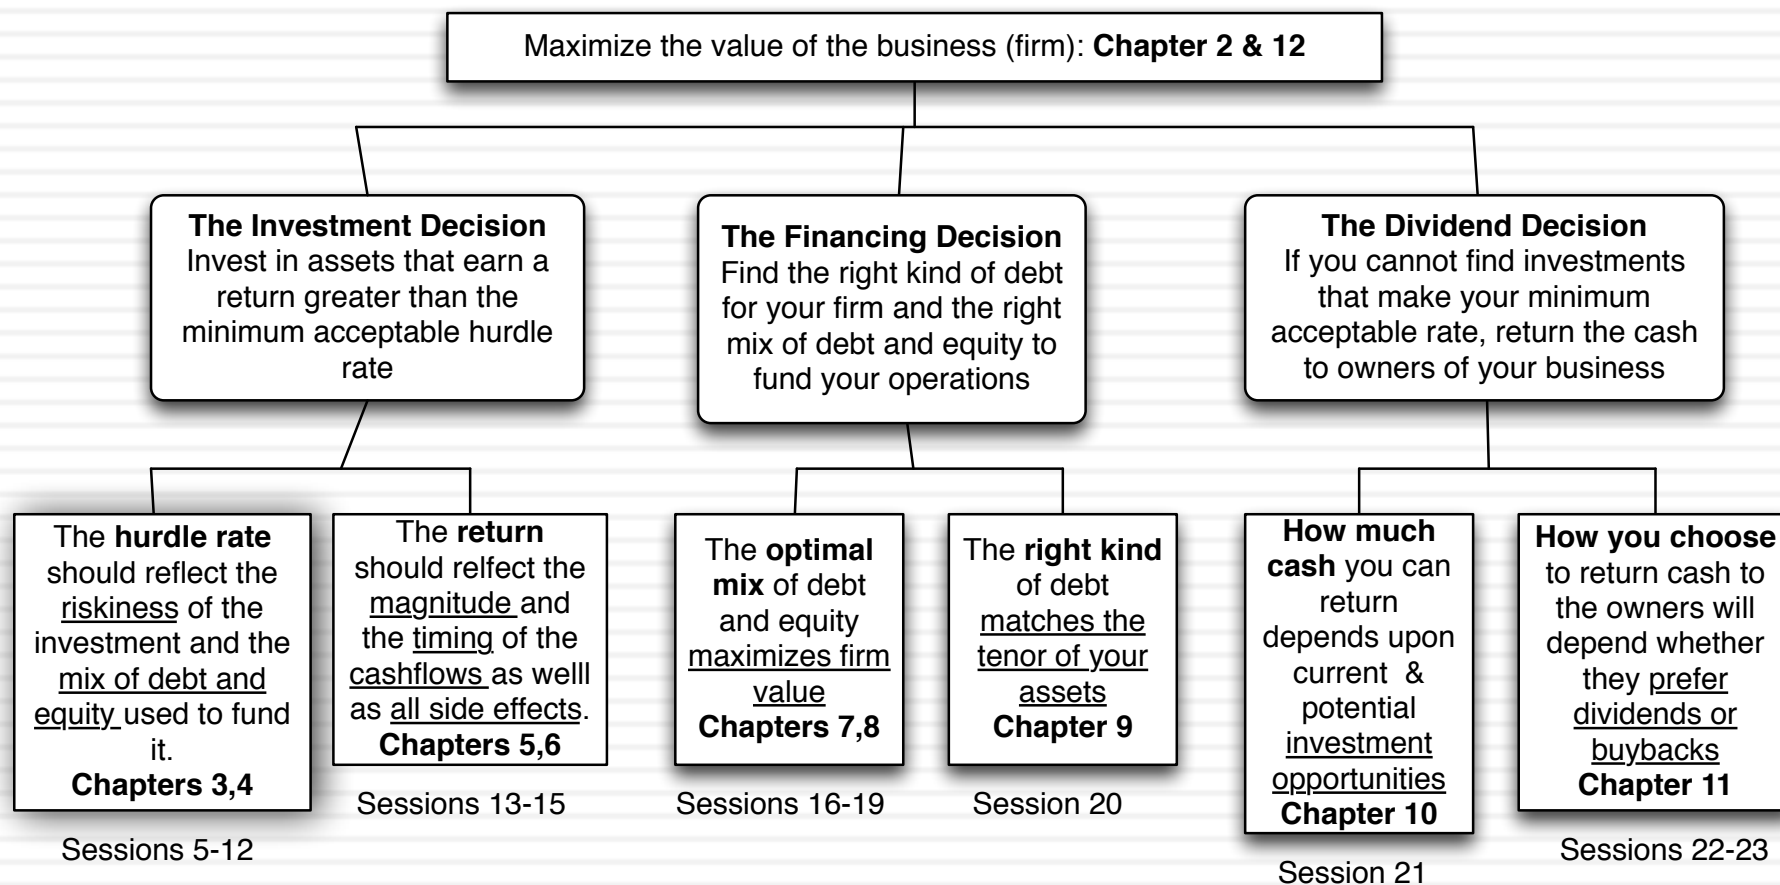 Maximize the value of the business (firm): Chapter 2 & 12
The Investment Decision
Invest in assets that earn a
return greater than the
minimum acceptable hurdle
rate
The Financing Decision
Find the right kind of debt
for your firm and the right
mix of debt and equity to
fund your operations
The Dividend Decision
If you cannot find investments
that make your minimum
acceptable rate, return the cash
to owners of your business
The hurdle rate
should reflect the
riskiness of the
investment and the
mix of debt and
equity used to fund
it.
Chapters 3,4
Sessions 5-12
The return
should relfect the
magnitude and
the timing of the
cashflows as welll
as all side effects.
Chapters 5,6
Sessions 13-15
The optimal
mix of debt
and equity
maximizes firm
value
Chapters 7,8
Sessions 16-19
The right kind
of debt
matches the
tenor of your
assets
Chapter 9
Session 20
How much
cash you can
return
depends upon
current & 
potential
investment
opportunities
Chapter 10
Session 21
How you choose
to return cash to
the owners will
depend whether
they prefer
dividends or
buybacks
Chapter 11
Sessions 22-23